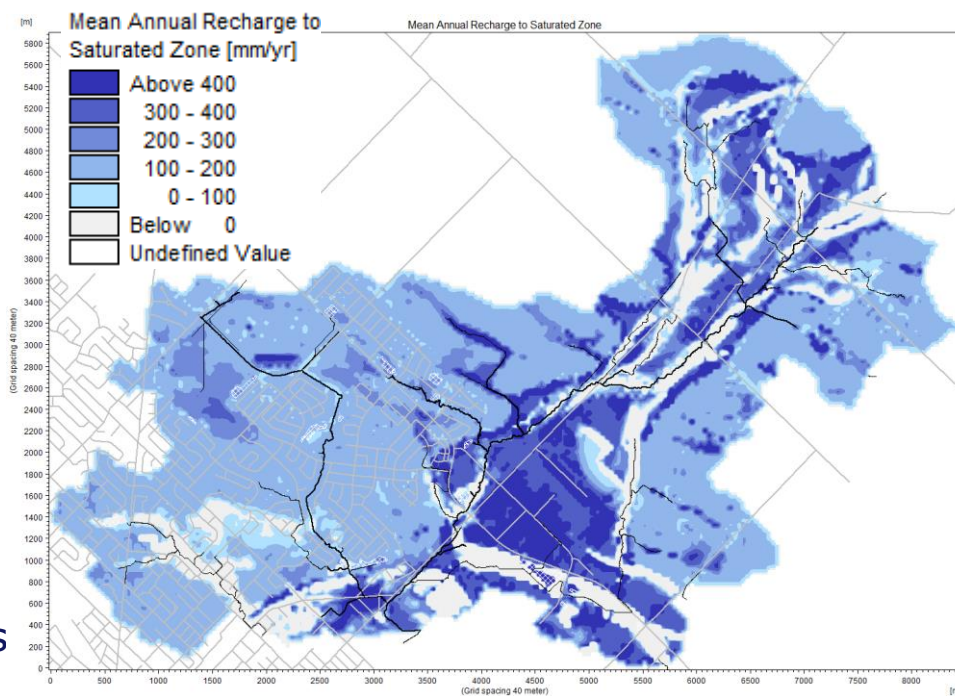 [m]
Mean Annual Recharge to Saturated Zone
Mean Annual Recharge to
Saturated Zone [mm/yr]
Above 400
300 - 400
200 - 300
100 - 200
0 - 100
Below 0
Undefined Value
5800
5600
5400
5200
5000
4800
4600
4400
4200
4000
3800
3600
3400
3200
3000
2800
2600
2400
2200
2000
1800
1600
1400
1200
1000
800
600
400
200
0
(Grid spacing 40 meter)
s
0 500 1000 1500 2000 2500 3000 3500 4000 4500 5000 5500 6000 6500 7000 7500 8000
(Grid spacing 40 meter)